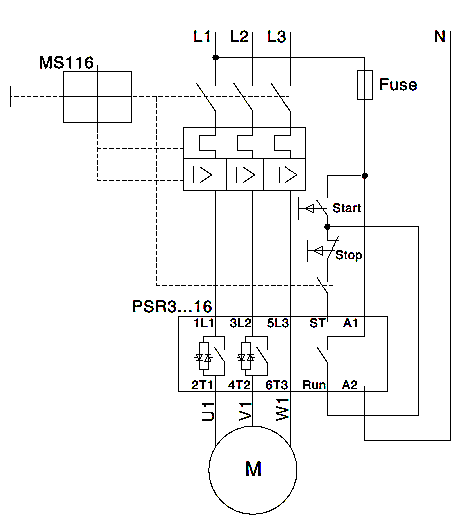 L1 L2 L3 N
MS116
Fuse
Start
Stop
PSR3...16
1L1 3L2 5L3 ST A1
2T1 4T2 6T3 Run A2
U1 V1 W1
M